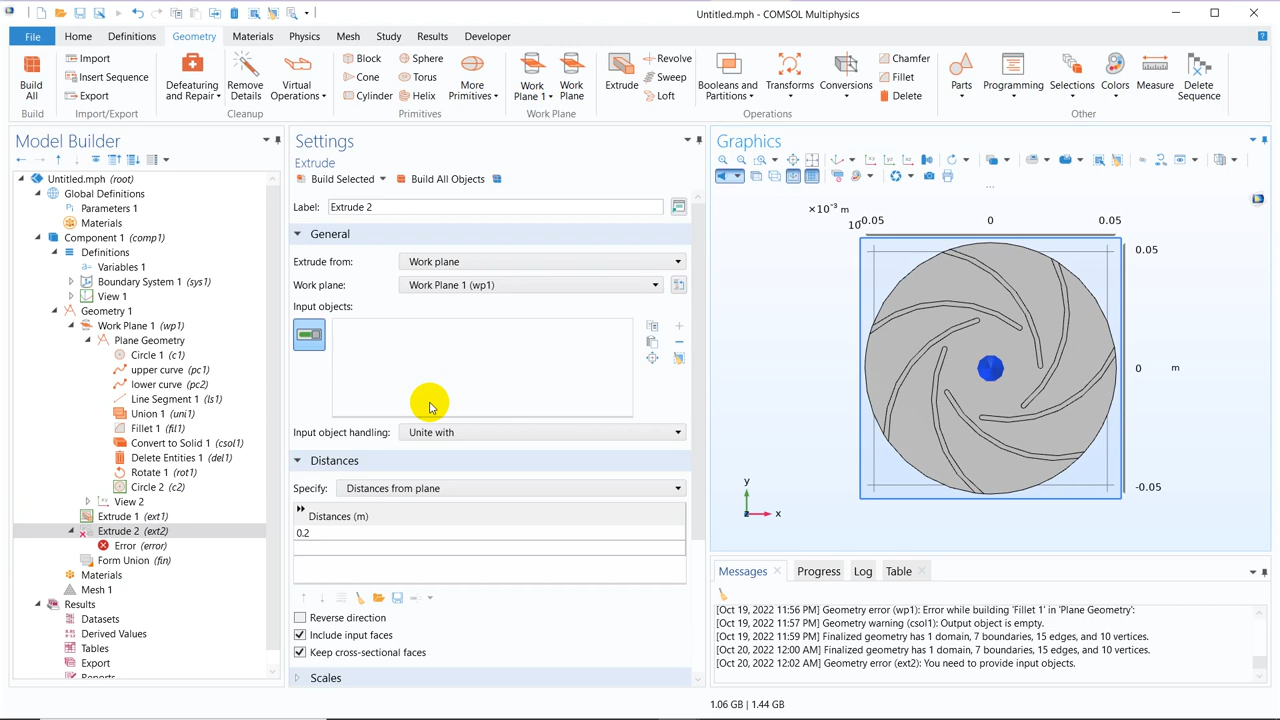 Untitled.mph - COMSOL Multiphysics
File Home Definitions Geometry Materials Physics Mesh Study Results Developer
Build All
Build
Import
Insert Sequence
Export
Import/Export
Defeaturing and Repair
Remove Details
Virtual Operations
Cleanup
Block
Cone
Cylinder
Sphere
Torus
Helix
More Primitives
Primitives
Work Plane 1
Work Plane
Work Plane
Extrude
Revolve
Sweep
Loft
Booleans and Partitions
Transforms
Conversions
Chamfer
Fillet
Delete
Operations
Parts
Programming
Selections
Colors
Measure
Delete Sequence
Other
Model Builder
Untitled.mph (root)
Global Definitions
Parameters 1
Materials
Component 1 (comp1)
Definitions
Variables 1
Boundary System 1 (sys1)
View 1
Geometry 1
Work Plane 1 (wp1)
Plane Geometry
Circle 1 (c1)
upper curve (pc1)
lower curve (pc2)
Line Segment 1 (ls1)
Union 1 (uni1)
Fillet 1 (fil1)
Convert to Solid 1 (csol1)
Delete Entities 1 (del1)
Rotate 1 (rot1)
Circle 2 (c2)
View 2
Extrude 1 (ext1)
Extrude 2 (ext2)
Error (error)
Form Union (fin)
Materials
Mesh 1
Results
Datasets
Derived Values
Tables
Export
Reports
Settings
Extrude
Build Selected
Build All Objects
Label: Extrude 2
General
Extrude from: Work plane
Work plane: Work Plane 1 (wp1)
Input objects:
Input object handling: Unite with
Distances
Specify: Distances from plane
Distances (m)
0.2
Reverse direction
Include input faces
Keep cross-sectional faces
Scales
Graphics
×10⁻³ m
10
-0.05 0 0.05
0.05
0 m
-0.05
y
z x
Messages Progress Log Table
[Oct 19, 2022 11:56 PM] Geometry error (wp1): Error while building 'Fillet 1' in 'Plane Geometry':
[Oct 19, 2022 11:57 PM] Geometry warning (csol1): Output object is empty.
[Oct 19, 2022 11:59 PM] Finalized geometry has 1 domain, 7 boundaries, 15 edges, and 10 vertices.
[Oct 20, 2022 12:00 AM] Finalized geometry has 1 domain, 7 boundaries, 15 edges, and 10 vertices.
[Oct 20, 2022 12:02 AM] Geometry error (ext2): You need to provide input objects.
1.06 GB | 1.44 GB